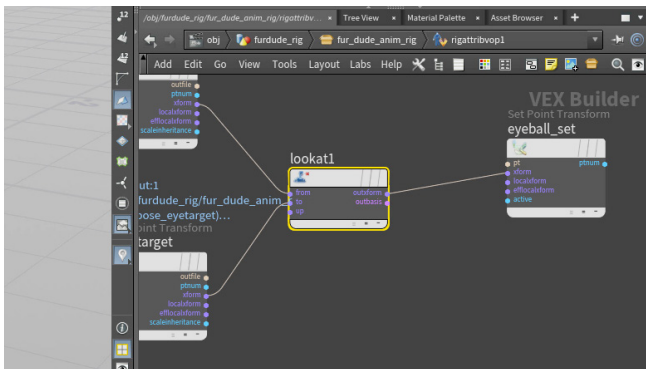 /obj/furdude_rig/fur_dude_anim_rig/rigattribv... × Tree View × Material Palette × Asset Browser × +
obj furdude_rig fur_dude_anim_rig rigattribvop1
Add Edit Go View Tools Layout Labs Help
VEX Builder
outfile
ptnum
xform
localxform
efflocalxform
scaleinheritance
Set Point Transform
eyeball_set
pt ptnum
xform
localxform
efflocalxform
active
lookat1
from outxform
to outbasis
up
ut:1
furdude_rig/fur_dude_anim_
pose_eyetarget)...
oint Transform
target
outfile
ptnum
xform
localxform
efflocalxform
scaleinheritance